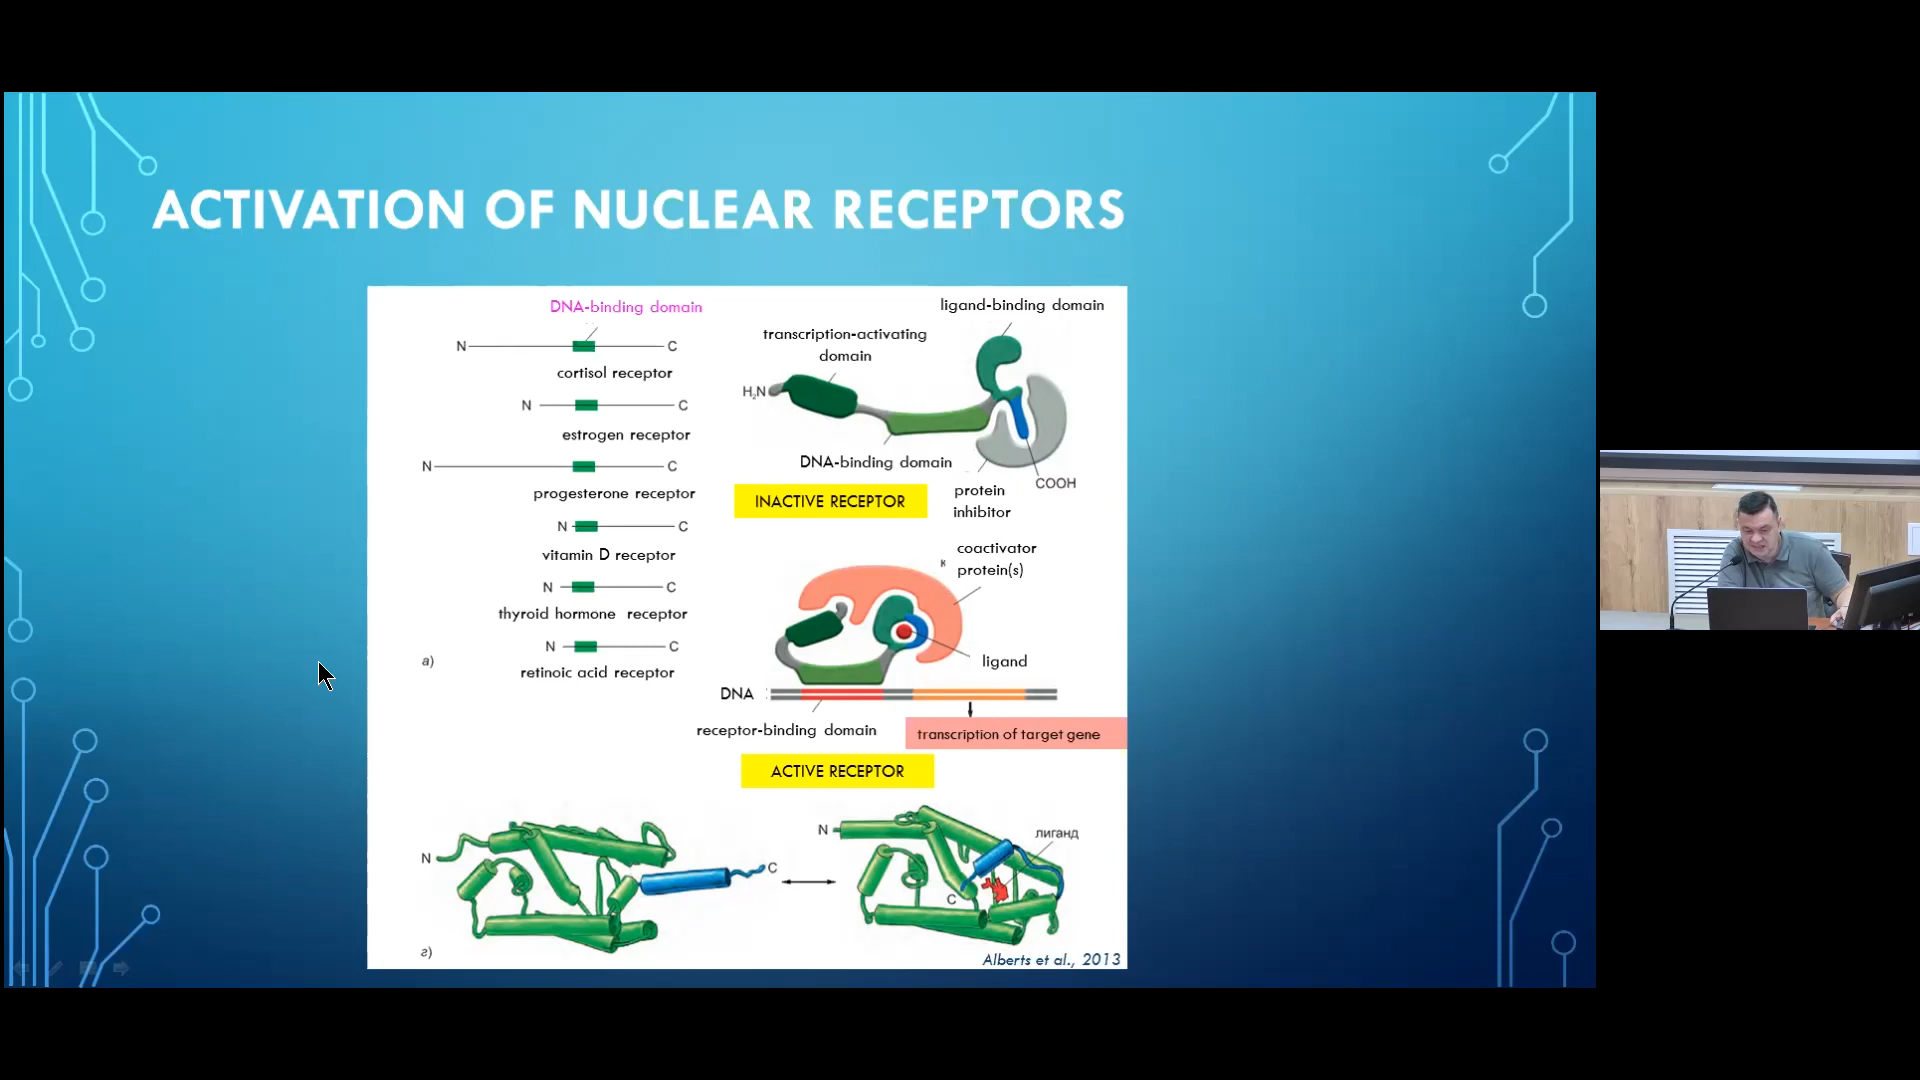 ACTIVATION OF NUCLEAR RECEPTORS
DNA-binding domain
N C
cortisol receptor
N C
estrogen receptor
N C
progesterone receptor
N C
vitamin D receptor
N C
thyroid hormone receptor
N C
retinoic acid receptor
а)
ligand-binding domain
transcription-activating
domain
H₂N
DNA-binding domain
COOH
protein
inhibitor
INACTIVE RECEPTOR
coactivator
protein(s)
ligand
DNA
receptor-binding domain
transcription of target gene
ACTIVE RECEPTOR
N
C
N
лиганд
C
г)
Alberts et al., 2013